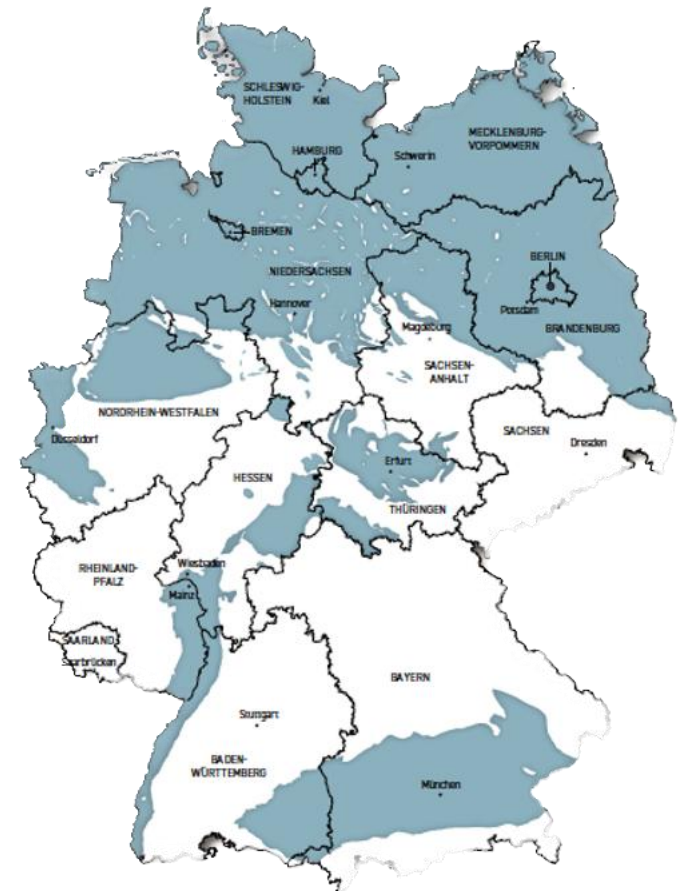 SCHLESWIG-
HOLSTEIN
Kiel
MECKLENBURG-
VORPOMMERN
HAMBURG
Schwerin
BREMEN
BERLIN
NIEDERSACHSEN
Hannover
Potsdam
Magdeburg
BRANDENBURG
SACHSEN-
ANHALT
NORDRHEIN-WESTFALEN
Düsseldorf
SACHSEN
Dresden
Erfurt
HESSEN
THÜRINGEN
RHEINLAND-
PFALZ
Wiesbaden
Mainz
SAARLAND
Saarbrücken
BAYERN
Stuttgart
BADEN-
WÜRTTEMBERG
München